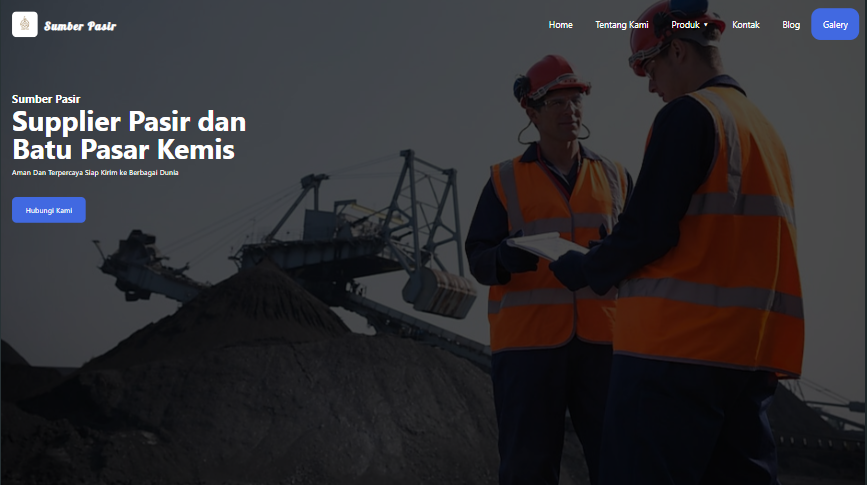 Sumber Pasir
Home
Tentang Kami
Produk ▼
Kontak
Blog
Galery
Sumber Pasir
Supplier Pasir dan
Batu Pasar Kemis
Aman Dan Terpercaya Siap Kirim ke Berbagai Dunia
Hubungi Kami